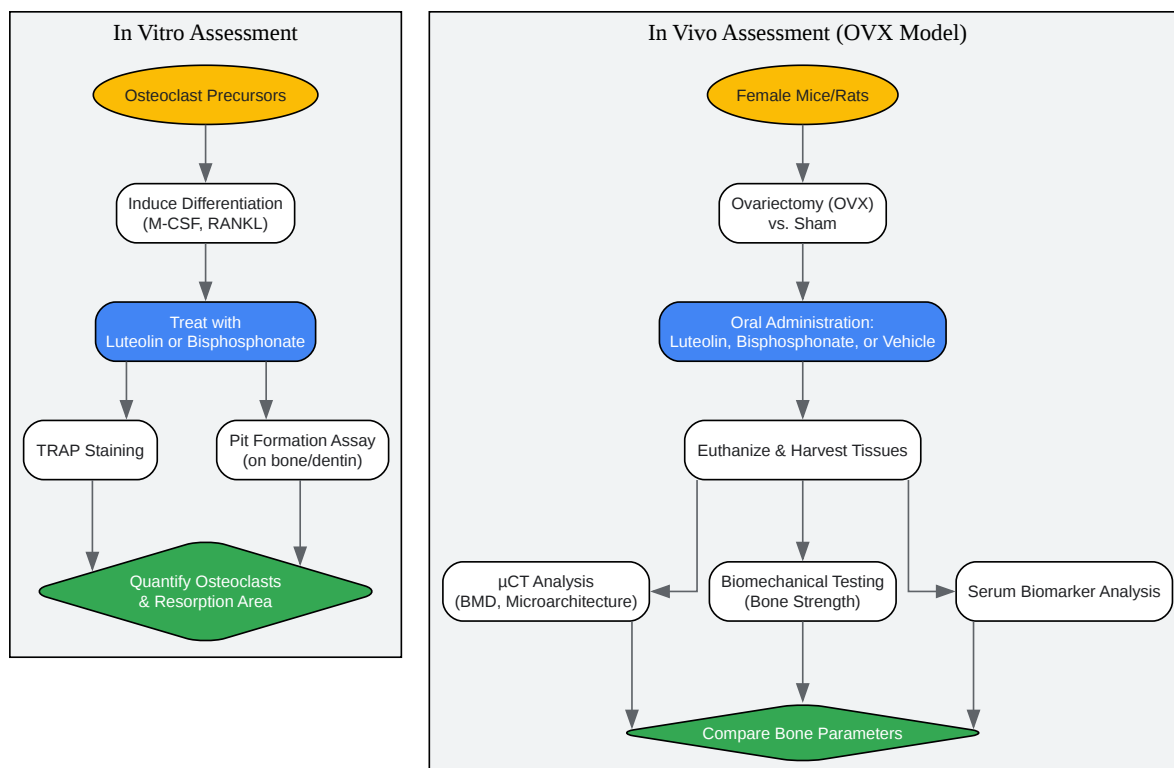 In Vitro Assessment
Osteoclast Precursors
Induce Differentiation
(M-CSF, RANKL)
Treat with
Luteolin or Bisphosphonate
TRAP Staining
Pit Formation Assay
(on bone/dentin)
Quantify Osteoclasts
& Resorption Area
In Vivo Assessment (OVX Model)
Female Mice/Rats
Ovariectomy (OVX)
vs. Sham
Oral Administration:
Luteolin, Bisphosphonate, or Vehicle
Euthanize & Harvest Tissues
µCT Analysis
(BMD, Microarchitecture)
Biomechanical Testing
(Bone Strength)
Serum Biomarker Analysis
Compare Bone Parameters